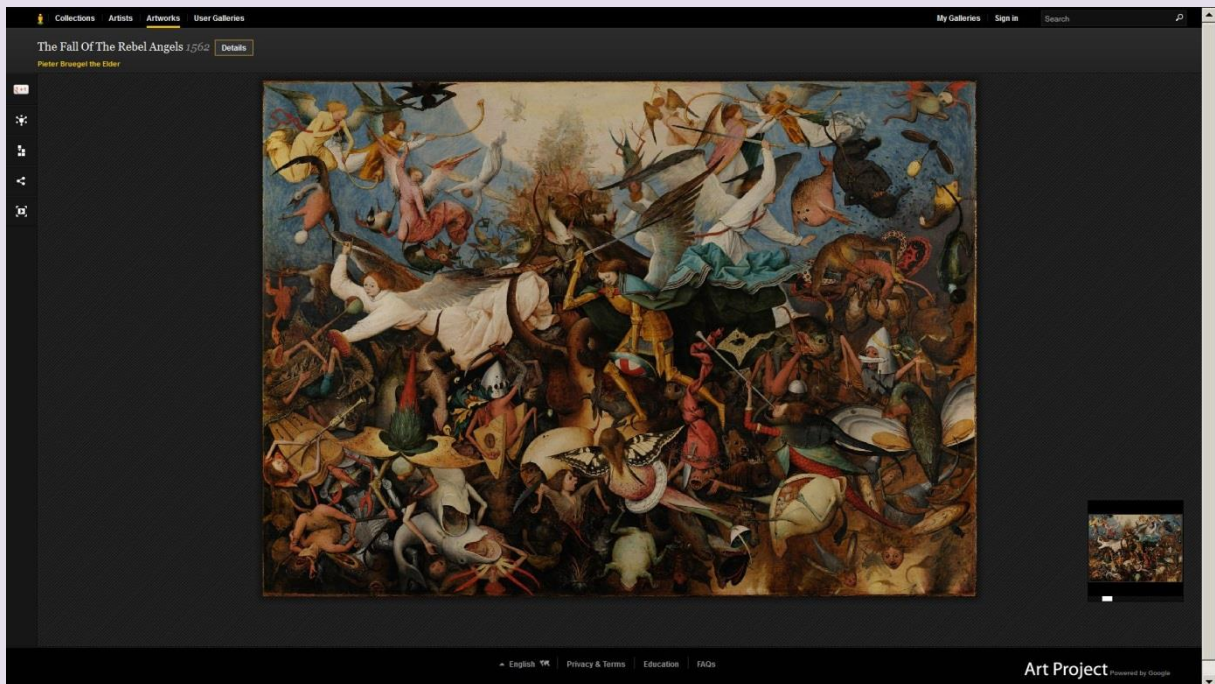 Collections Artists Artworks User Galleries My Galleries Sign in Search
The Fall Of The Rebel Angels 1562 Details
Pieter Bruegel the Elder
English Privacy & Terms Education FAQs
Art Project Powered by Google